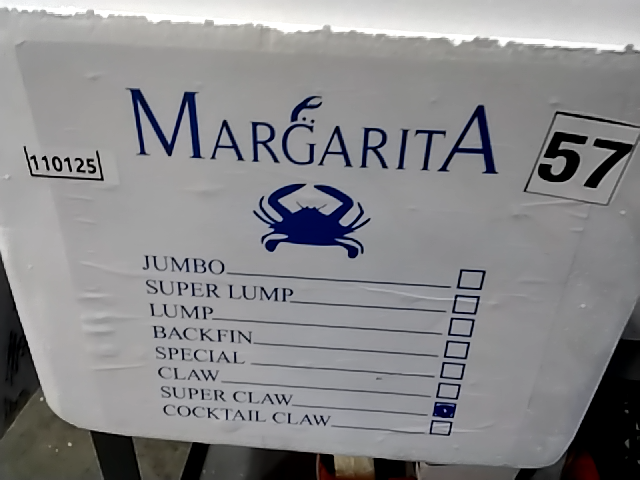 MARGARITA
110125
57
JUMBO
SUPER LUMP
LUMP
BACKFIN
SPECIAL
CLAW
SUPER CLAW
COCKTAIL CLAW